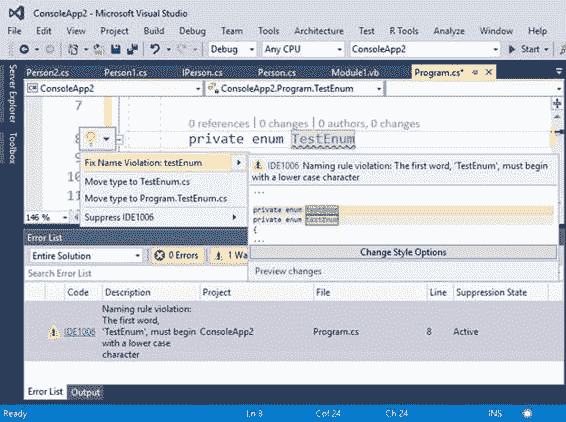 ConsoleApp2 - Microsoft Visual Studio
File Edit View Project Build Debug Team Tools Architecture Test R Tools Analyze Window Help
Debug Any CPU ConsoleApp2 Start
Person2.cs Person1.cs IPerson.cs Person.cs Module1.vb Program.cs*
ConsoleApp2 ConsoleApp2.Program.TestEnum
Server Explorer
Toolbox
7
0 references | 0 changes | 0 authors, 0 changes
8 private enum TestEnum
Fix Name Violation: testEnum
Move type to TestEnum.cs
Move type to Program.TestEnum.cs
Suppress IDE1006
IDE1006 Naming rule violation: The first word, 'TestEnum', must begin
with a lower case character
...
private enum TestEnum
private enum testEnum
{
...
Change Style Options
Preview changes
9
10
11
146 %
Error List
Entire Solution 0 Errors 1 Wa
Search Error List
Code Description Project File Line Suppression State
IDE1006 Naming rule violation:
The first word,
'TestEnum', must begin
with a lower case
character
ConsoleApp2 Program.cs 8 Active
Error List Output
Ready Ln 8 Col 24 Ch 24 INS